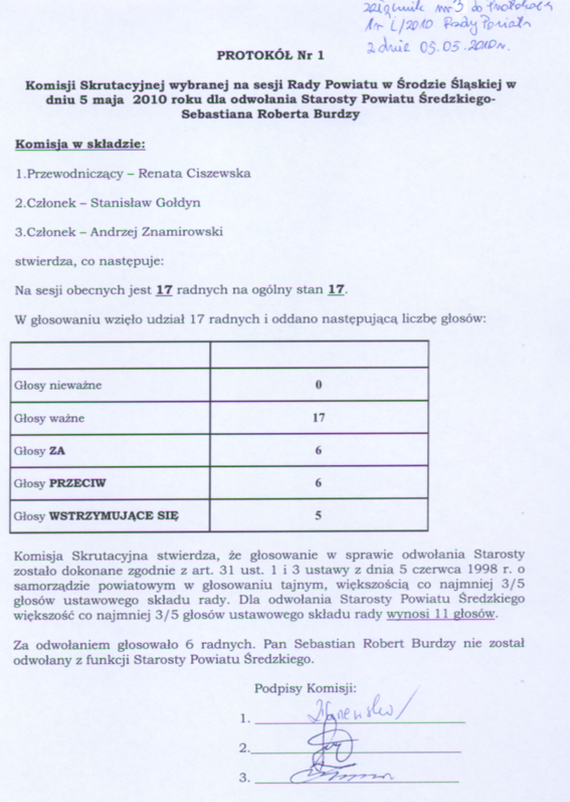 załącznik nr 3 do Protokołu
Nr L/2010 Rady Powiatu
z dnia 05.05.2010r.
PROTOKÓŁ Nr 1
Komisji Skrutacyjnej wybranej na sesji Rady Powiatu w Środzie Śląskiej w
dniu 5 maja 2010 roku dla odwołania Starosty Powiatu Średzkiego-
Sebastiana Roberta Burdzy
Komisja w składzie:
1.Przewodniczący – Renata Ciszewska
2.Członek – Stanisław Gołdyn
3.Członek – Andrzej Znamirowski
stwierdza, co następuje:
Na sesji obecnych jest 17 radnych na ogólny stan 17.
W głosowaniu wzięło udział 17 radnych i oddano następującą liczbę głosów:
Głosy nieważne 0
Głosy ważne 17
Głosy ZA 6
Głosy PRZECIW 6
Głosy WSTRZYMUJĄCE SIĘ 5
Komisja Skrutacyjna stwierdza, że głosowanie w sprawie odwołania Starosty
zostało dokonane zgodnie z art. 31 ust. 1 i 3 ustawy z dnia 5 czerwca 1998 r. o
samorządzie powiatowym w głosowaniu tajnym, większością co najmniej 3/5
głosów ustawowego składu rady. Dla odwołania Starosty Powiatu Średzkiego
większość co najmniej 3/5 głosów ustawowego składu rady wynosi 11 głosów.
Za odwołaniem głosowało 6 radnych. Pan Sebastian Robert Burdzy nie został
odwołany z funkcji Starosty Powiatu Średzkiego.
Podpisy Komisji:
1.
2.
3.